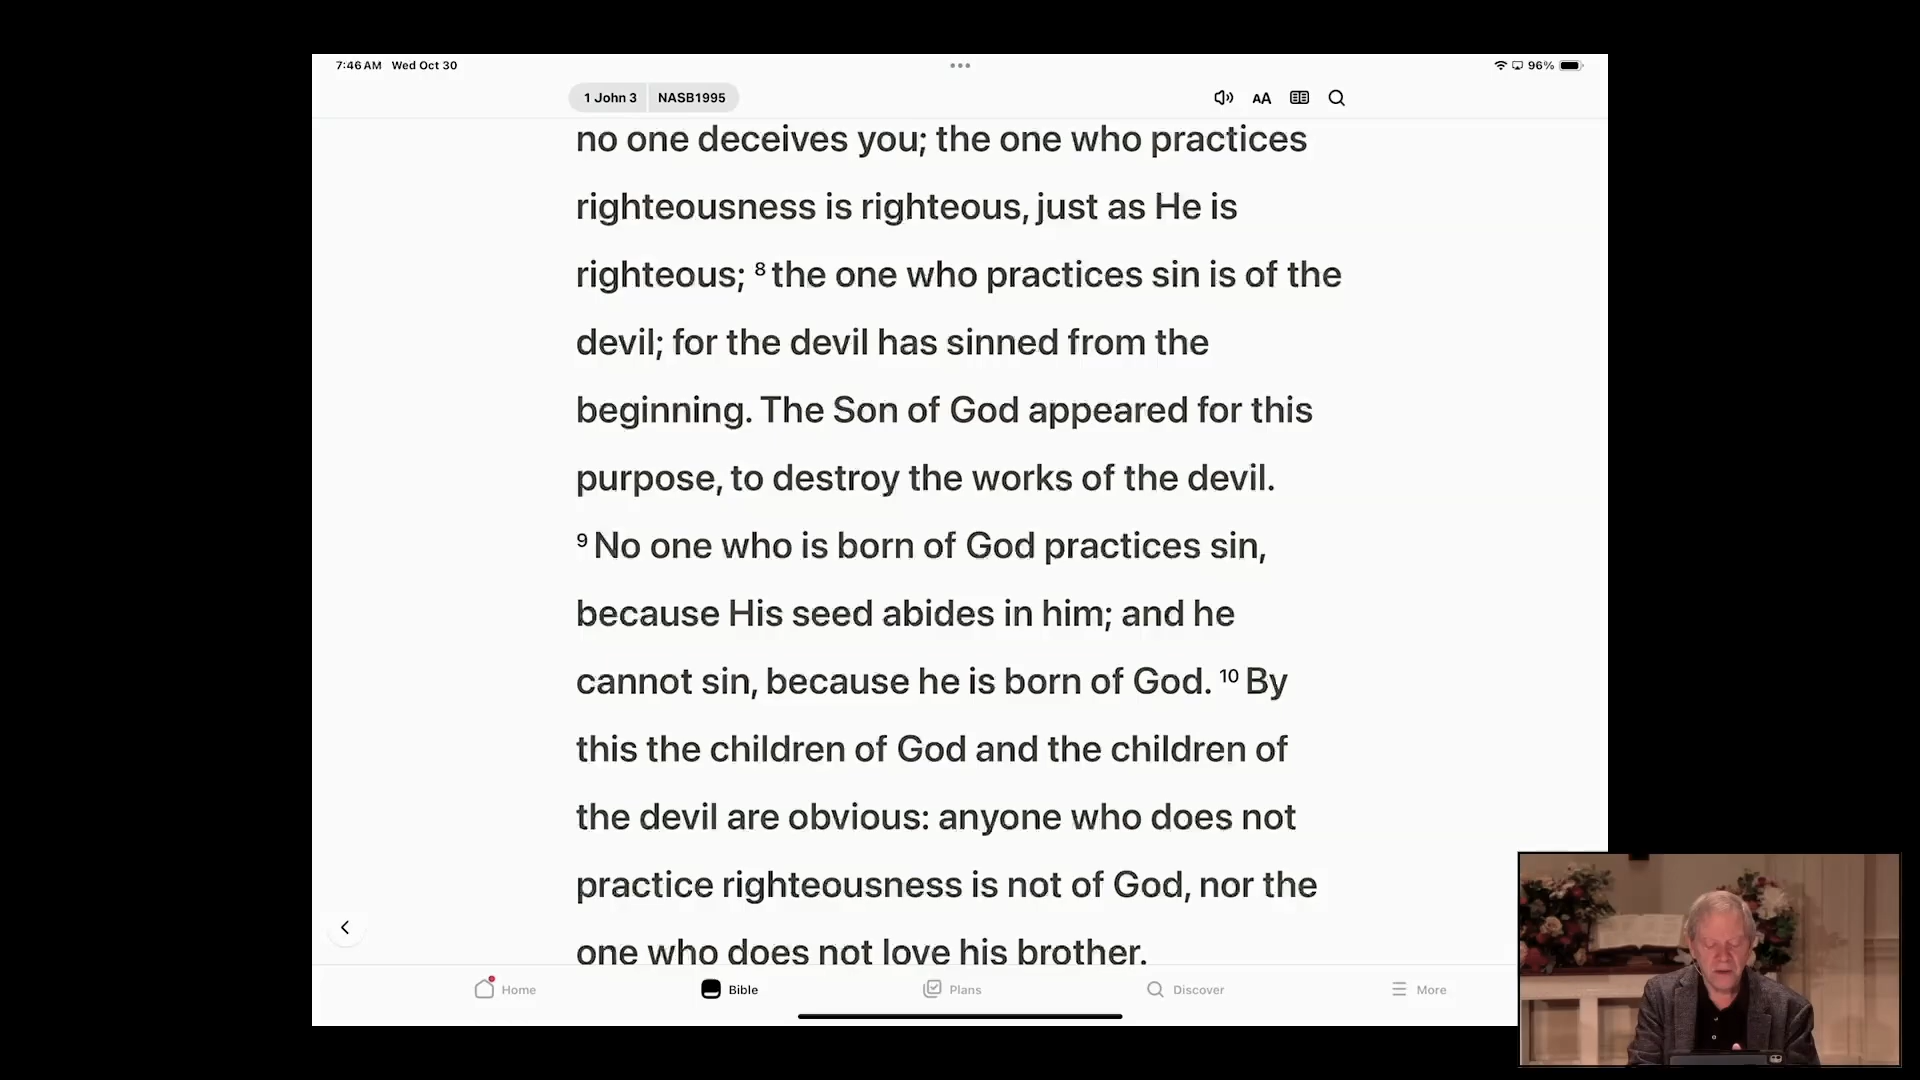 7:46 AM Wed Oct 30
96%
1 John 3 NASB1995
AA
no one deceives you; the one who practices
righteousness is righteous, just as He is
righteous; 8 the one who practices sin is of the
devil; for the devil has sinned from the
beginning. The Son of God appeared for this
purpose, to destroy the works of the devil.
9 No one who is born of God practices sin,
because His seed abides in him; and he
cannot sin, because he is born of God. 10 By
this the children of God and the children of
the devil are obvious: anyone who does not
practice righteousness is not of God, nor the
one who does not love his brother.
Home Bible Plans Discover More